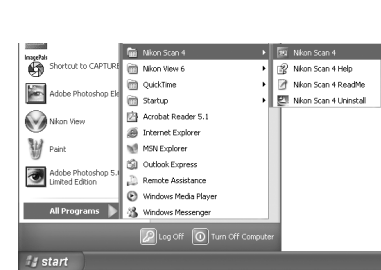 ImagePals
Shortcut to CAPTURE
Adobe Photoshop Ele
Nikon View
Paint
Adobe Photoshop 5.
Limited Edition
All Programs
Nikon Scan 4
Nikon View 6
QuickTime
Startup
Acrobat Reader 5.1
Internet Explorer
MSN Explorer
Outlook Express
Remote Assistance
Windows Media Player
Windows Messenger
Nikon Scan 4
Nikon Scan 4 Help
Nikon Scan 4 ReadMe
Nikon Scan 4 Uninstall
Log Off
Turn Off Computer
start